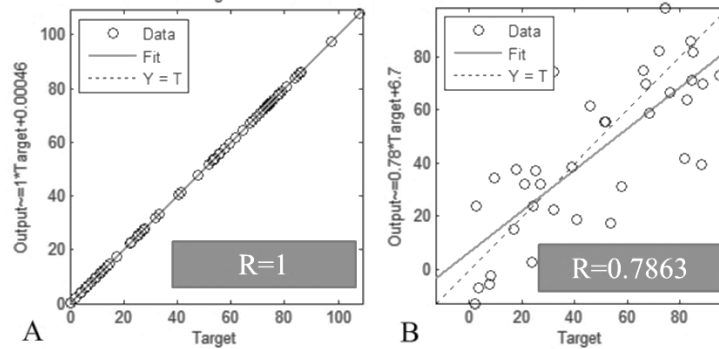 Data
Fit
Y = T
Output~=1*Target+0.00046
100
80
60
40
20
0
0
20
40
60
80
100
Target
R=1
A
Data
Fit
Y = T
Output~=0.78*Target+6.7
80
60
40
20
0
0
20
40
60
80
Target
R=0.7863
B